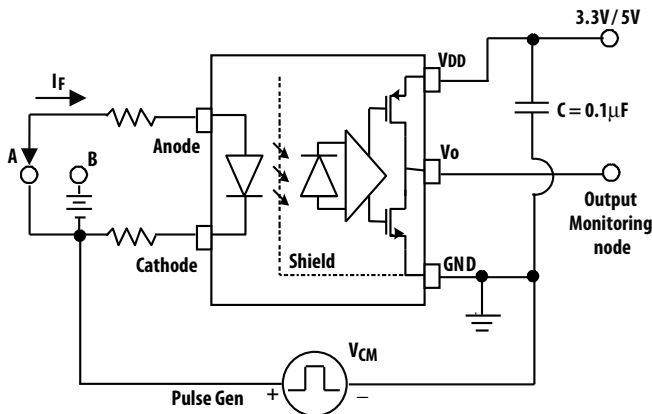 3.3V/ 5V
VDD
IF
C = 0.1µF
Anode
A
B
Vo
Output
Monitoring
node
Cathode
Shield
GND
VCM
Pulse Gen
+
–